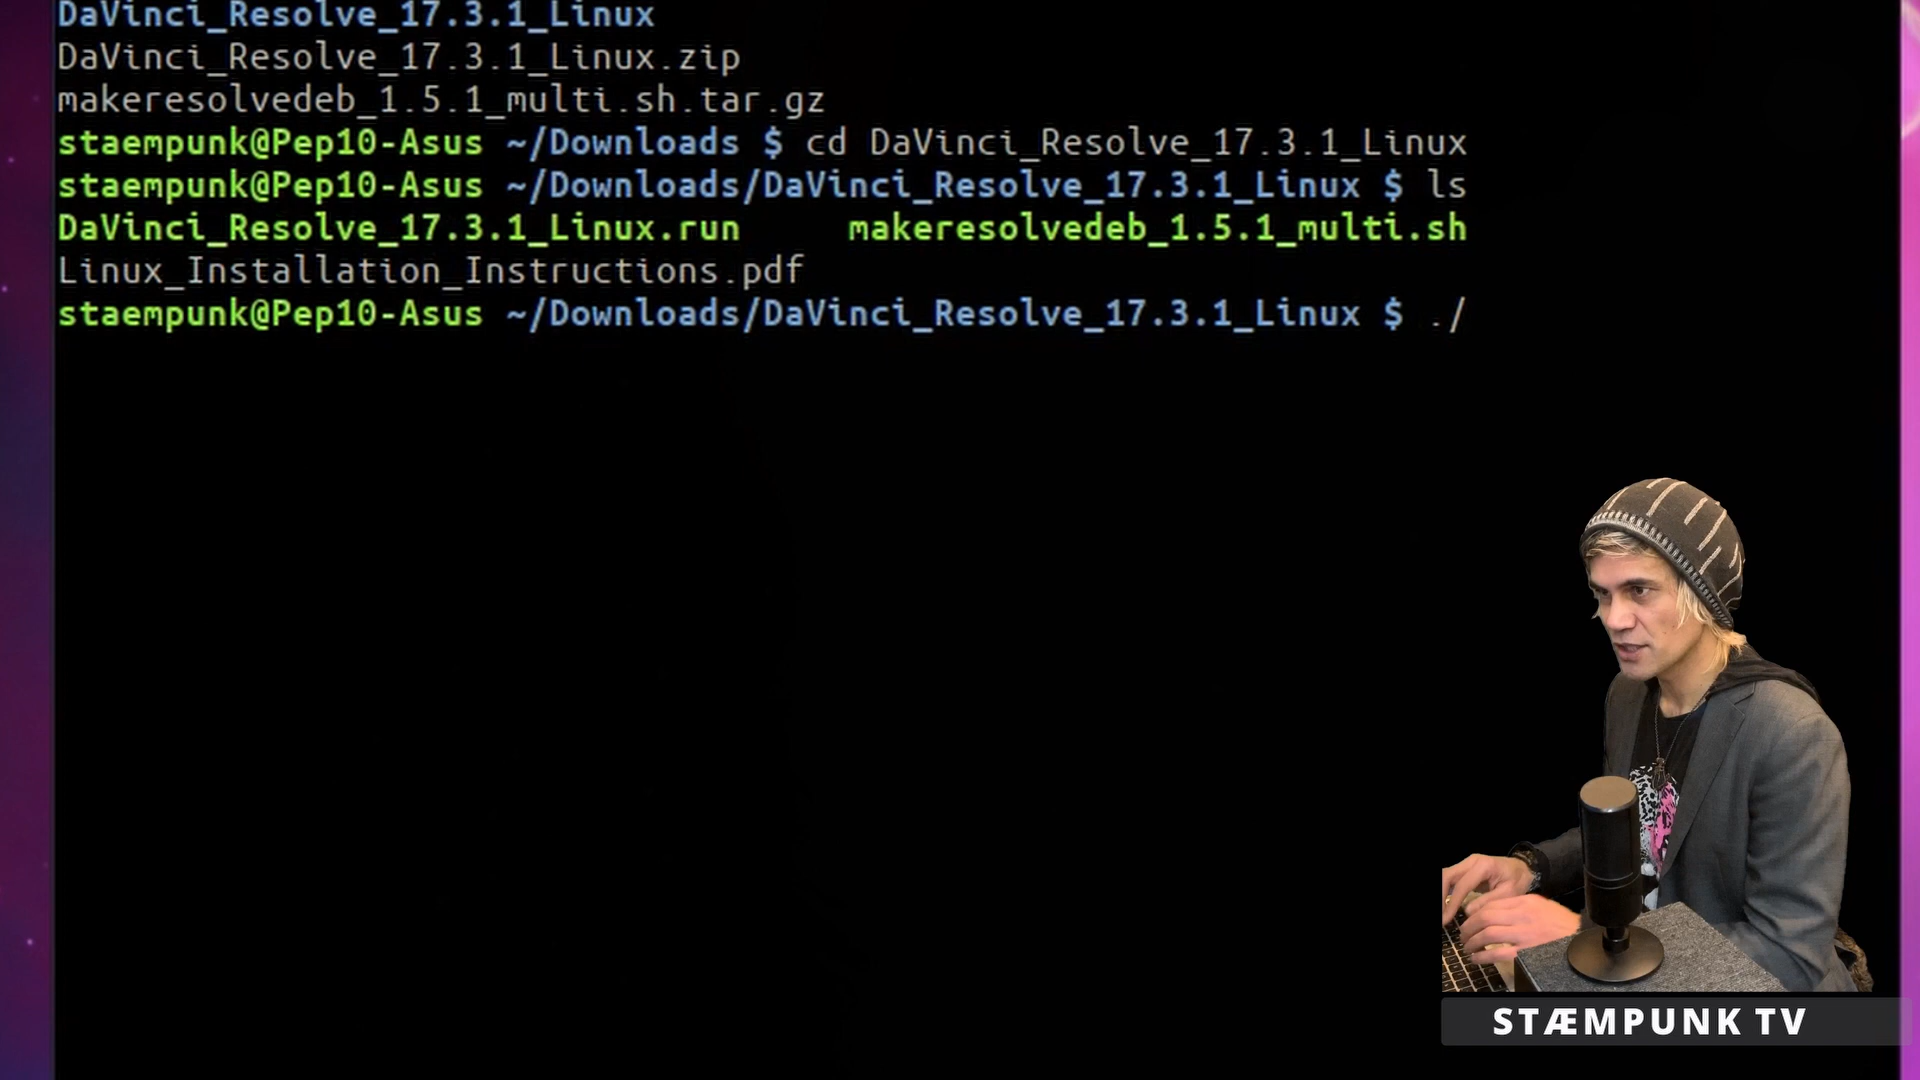 DaVinci_Resolve_17.3.1_Linux
DaVinci_Resolve_17.3.1_Linux.zip
makeresolvedeb_1.5.1_multi.sh.tar.gz
staempunk@Pep10-Asus ~/Downloads $ cd DaVinci_Resolve_17.3.1_Linux
staempunk@Pep10-Asus ~/Downloads/DaVinci_Resolve_17.3.1_Linux $ ls
DaVinci_Resolve_17.3.1_Linux.run     makeresolvedeb_1.5.1_multi.sh
Linux_Installation_Instructions.pdf
staempunk@Pep10-Asus ~/Downloads/DaVinci_Resolve_17.3.1_Linux $ ./
STÆMPUNK TV